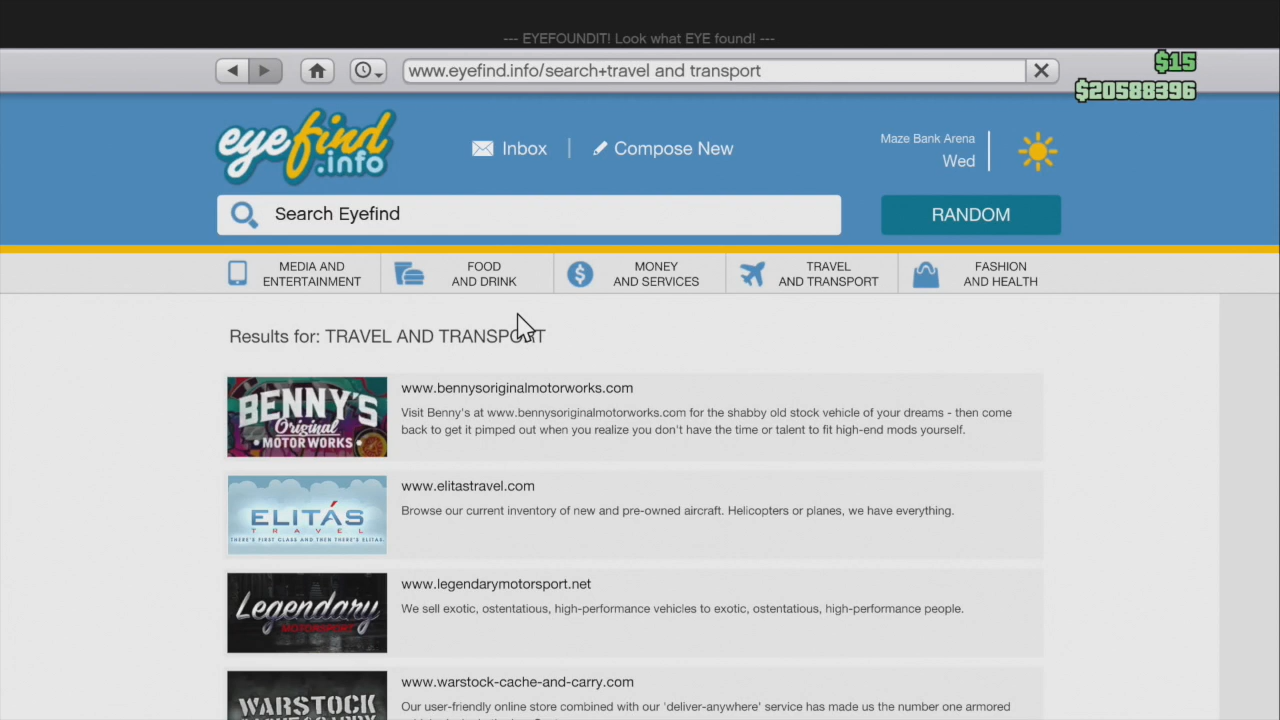 --- EYEFOUNDIT! Look what EYE found! ---
www.eyefind.info/search+travel and transport
$15
$20588396
eyefind
.info
Inbox
Compose New
Maze Bank Arena
Wed
Search Eyefind
RANDOM
MEDIA AND
ENTERTAINMENT
FOOD
AND DRINK
MONEY
AND SERVICES
TRAVEL
AND TRANSPORT
FASHION
AND HEALTH
Results for: TRAVEL AND TRANSPORT
BENNY'S
Original
MOTOR WORKS
www.bennysoriginalmotorworks.com
Visit Benny's at www.bennysoriginalmotorworks.com for the shabby old stock vehicle of your dreams - then come
back to get it pimped out when you realize you don't have the time or talent to fit high-end mods yourself.
ELITÁS
TRAVEL
THERE'S FIRST CLASS AND THEN THERE'S ELITAS.
www.elitastravel.com
Browse our current inventory of new and pre-owned aircraft. Helicopters or planes, we have everything.
Legendary
MOTORSPORT
www.legendarymotorsport.net
We sell exotic, ostentatious, high-performance vehicles to exotic, ostentatious, high-performance people.
WARSTOCK
www.warstock-cache-and-carry.com
Our user-friendly online store combined with our 'deliver-anywhere' service has made us the number one armored